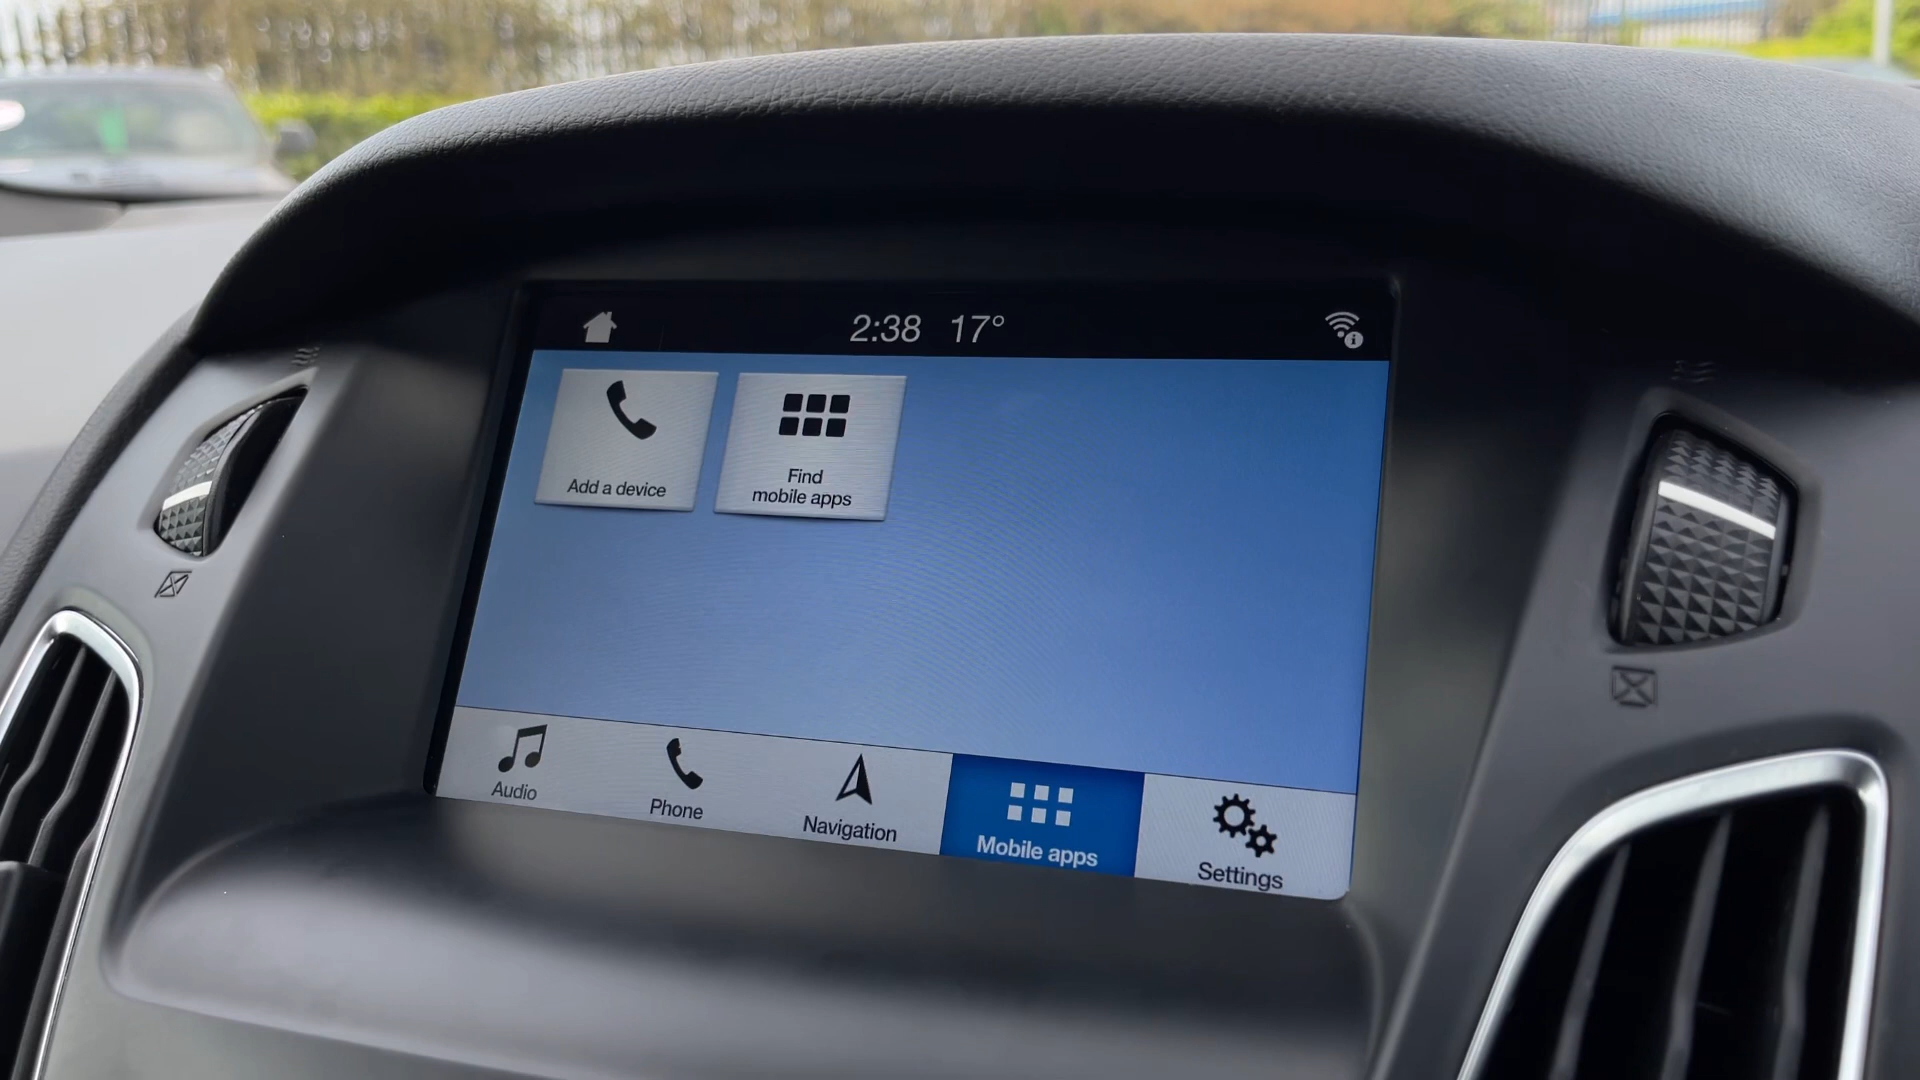 2:38 17°
Add a device
Find
mobile apps
Audio
Phone
Navigation
Mobile apps
Settings